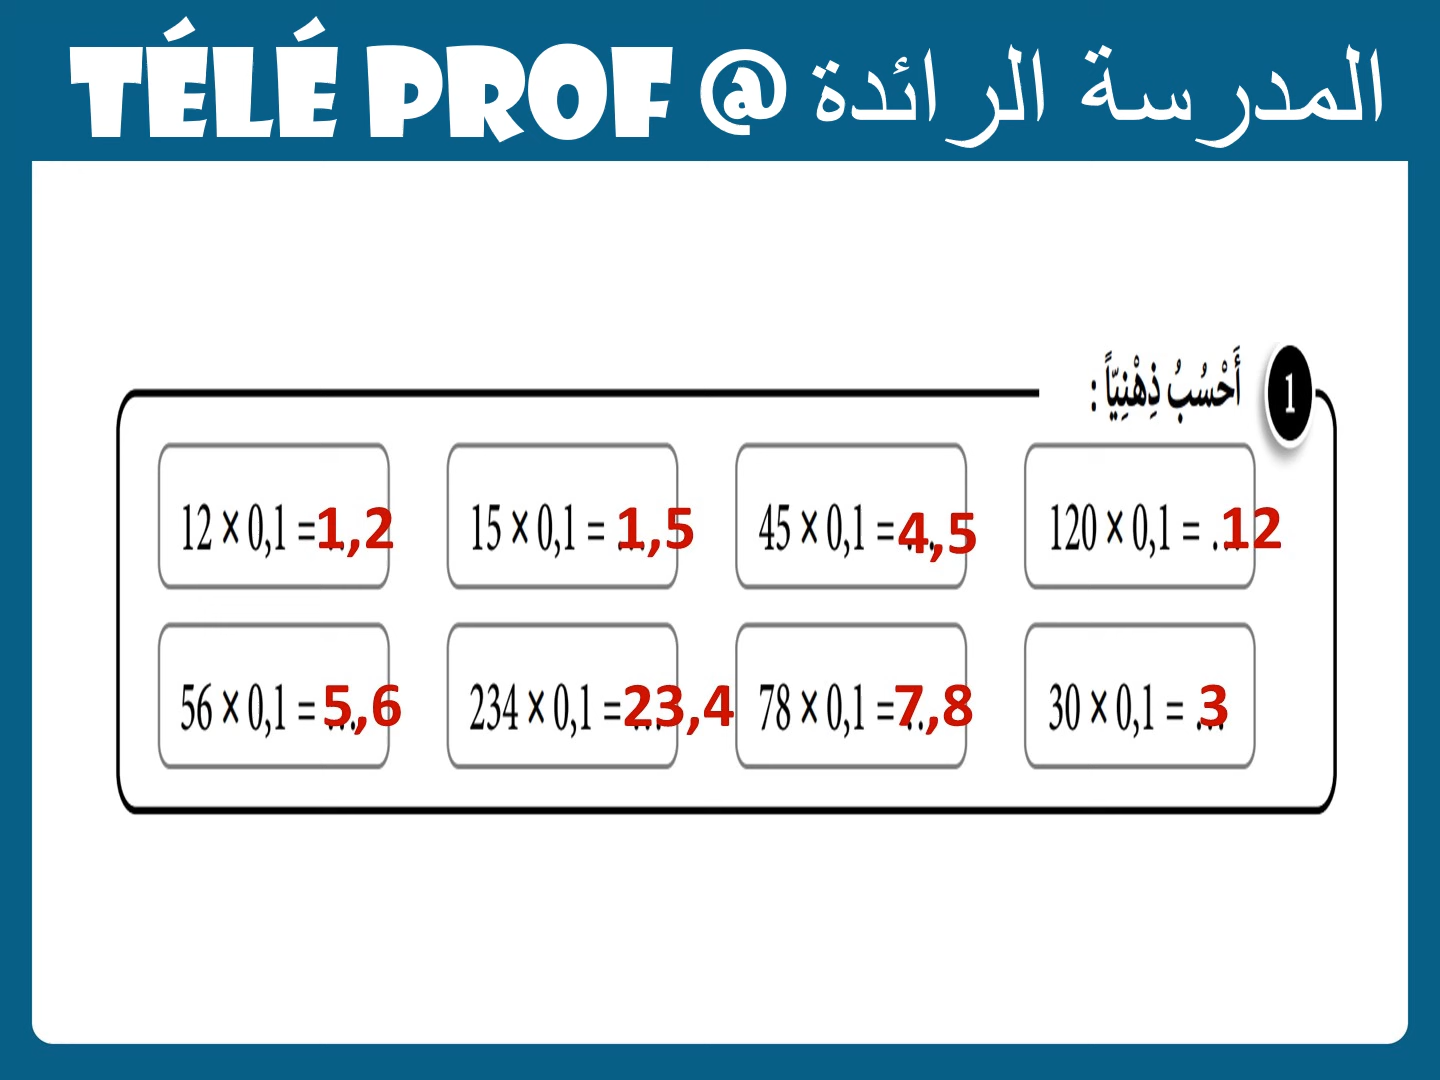 TÉLÉ PROF @ المدرسة الرائدة
1 أَحْسُبُ ذِهْنِيّاً :
12 × 0,1 = 1,2
15 × 0,1 = 1,5
45 × 0,1 = 4,5
120 × 0,1 = 12
56 × 0,1 = 5,6
234 × 0,1 = 23,4
78 × 0,1 = 7,8
30 × 0,1 = 3